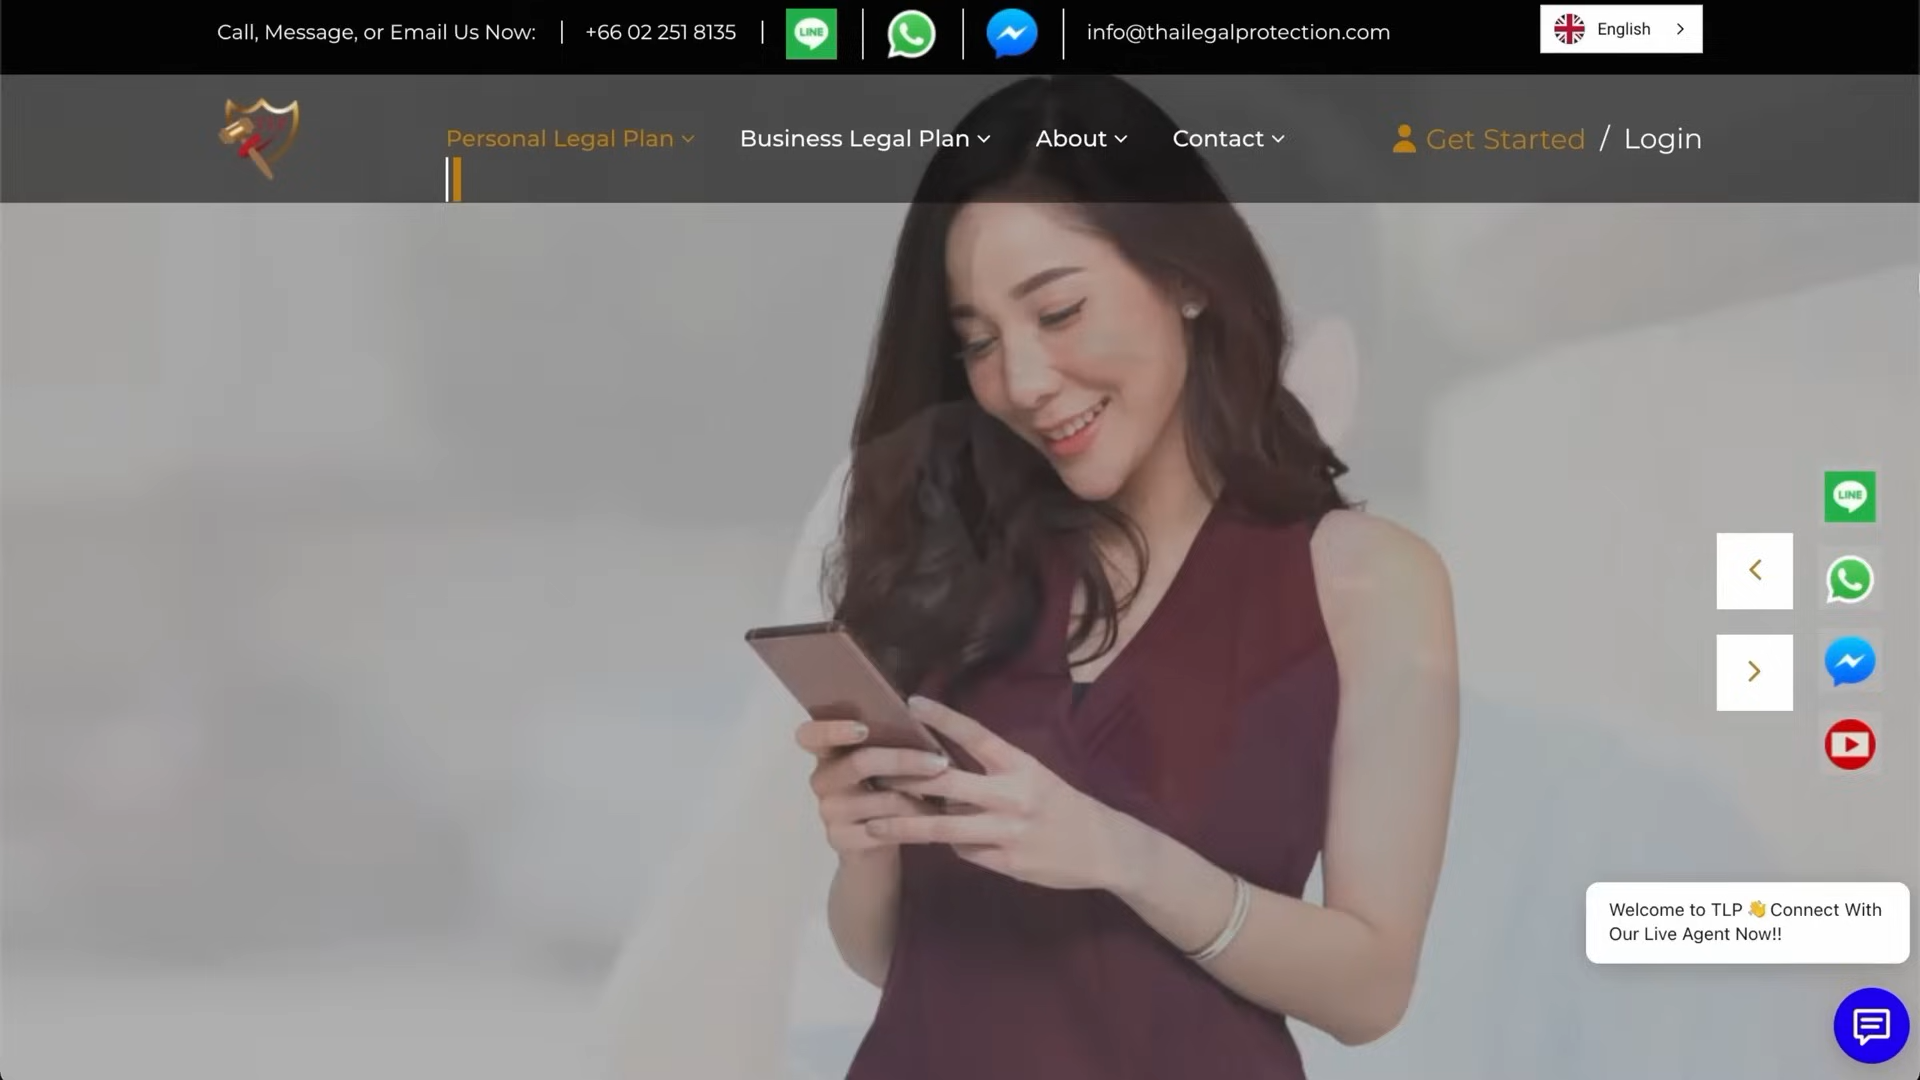 Call, Message, or Email Us Now:
+66 02 251 8135
LINE
info@thailegalprotection.com
English
Personal Legal Plan
Business Legal Plan
About
Contact
Get Started / Login
LINE
Welcome to TLP 👋 Connect With
Our Live Agent Now!!